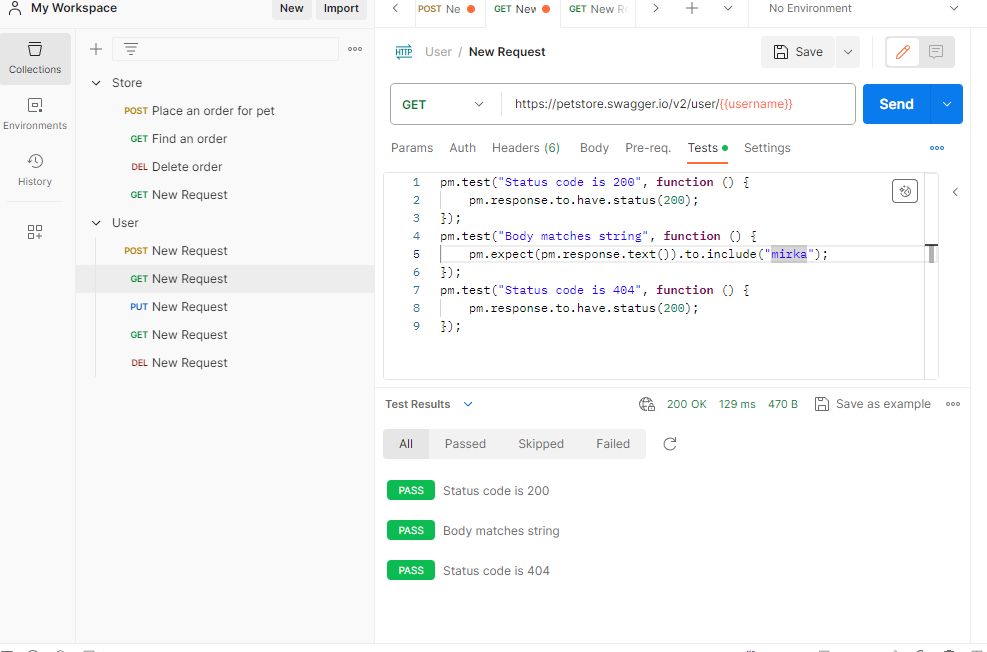 My Workspace
New
Import
POST Ne
GET New
GET New R
No Environment
Collections
Environments
History
Store
POST Place an order for pet
GET Find an order
DEL Delete order
GET New Request
User
POST New Request
GET New Request
PUT New Request
GET New Request
DEL New Request
HTTP
User / New Request
Save
GET
https://petstore.swagger.io/v2/user/{{username}}
Send
Params
Auth
Headers (6)
Body
Pre-req.
Tests
Settings
1 pm.test("Status code is 200", function () {
2 pm.response.to.have.status(200);
3 });
4 pm.test("Body matches string", function () {
5 pm.expect(pm.response.text()).to.include("mirka");
6 });
7 pm.test("Status code is 404", function () {
8 pm.response.to.have.status(200);
9 });
Test Results
200 OK
129 ms
470 B
Save as example
All
Passed
Skipped
Failed
PASS Status code is 200
PASS Body matches string
PASS Status code is 404